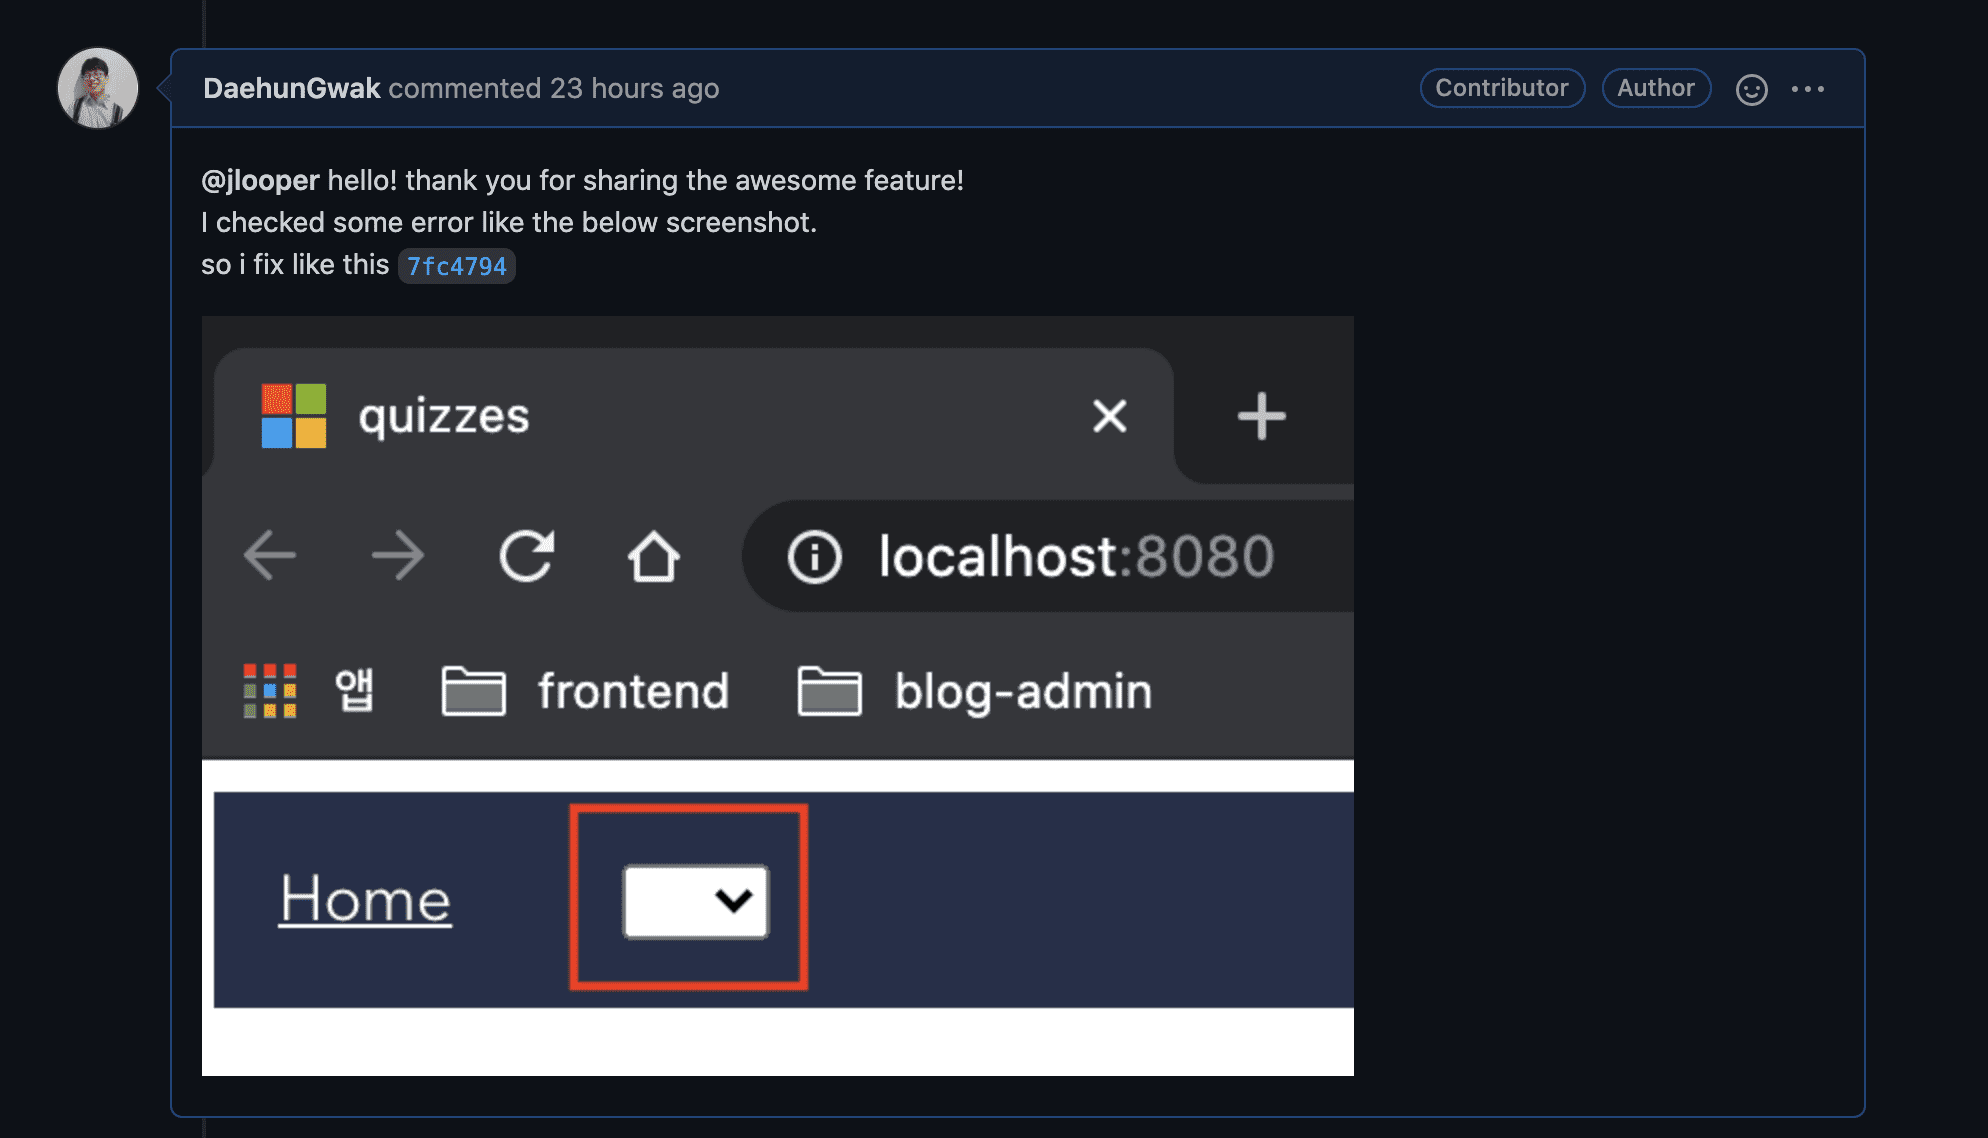 DaehunGwak commented 23 hours ago Contributor Author
@jlooper hello! thank you for sharing the awesome feature!
I checked some error like the below screenshot.
so i fix like this 7fc4794
quizzes
localhost:8080
앱 frontend blog-admin
Home